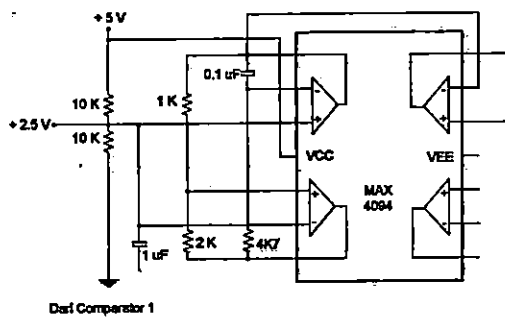 + 5 V
0.1 uF
10 K
1 K
+ 2.5 V
10 K
VCC
VEE
MAX
4094
1 uF
2 K
4K7
Dari Comparator 1